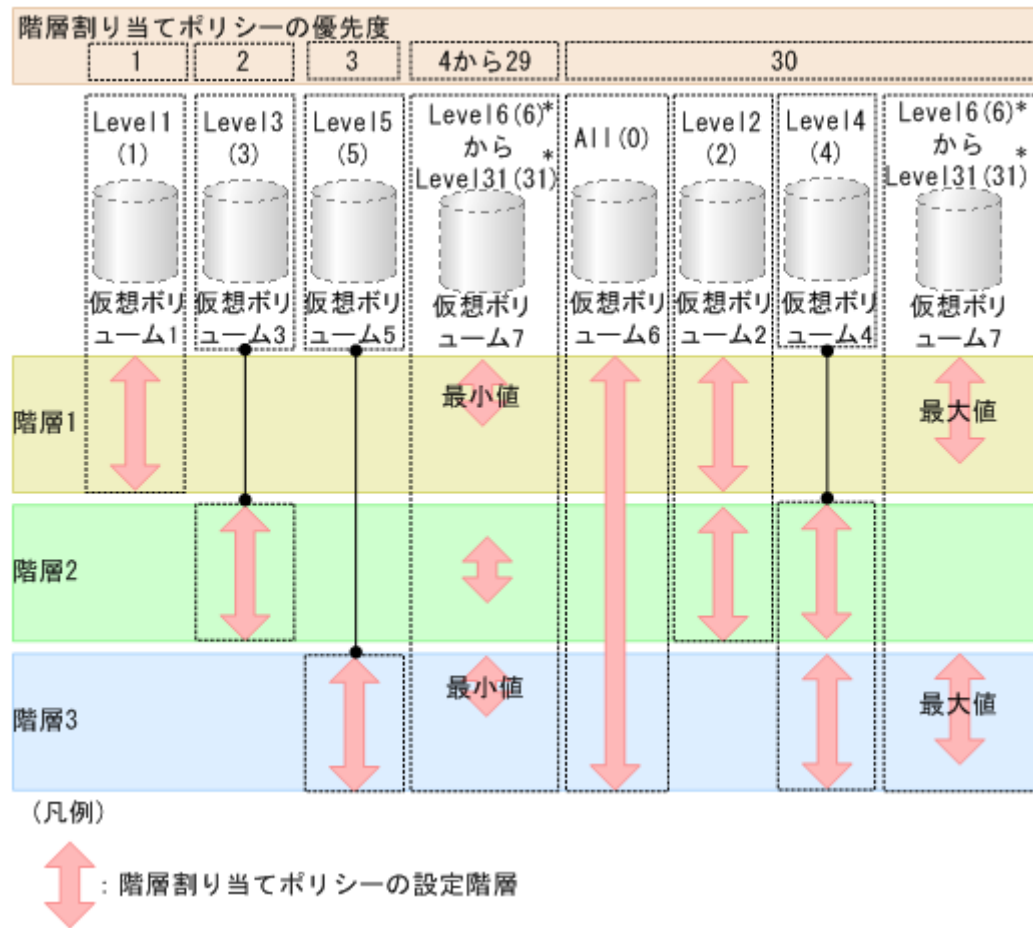 階層割り当てポリシーの優先度
1
2
3
4から29
30
Level1
(1)
仮想ボリ
ューム1
Level3
(3)
仮想ボリ
ューム3
Level5
(5)
仮想ボリ
ューム5
Level6(6)*
から
Level31(31)*
仮想ボリ
ューム7
All(0)
仮想ボリ
ューム6
Level2
(2)
仮想ボリ
ューム2
Level4
(4)
仮想ボリ
ューム4
Level6(6)*
から
Level31(31)*
仮想ボリ
ューム7
階層1
最小値
最大値
階層2
階層3
最小値
最大値
(凡例)
：階層割り当てポリシーの設定階層